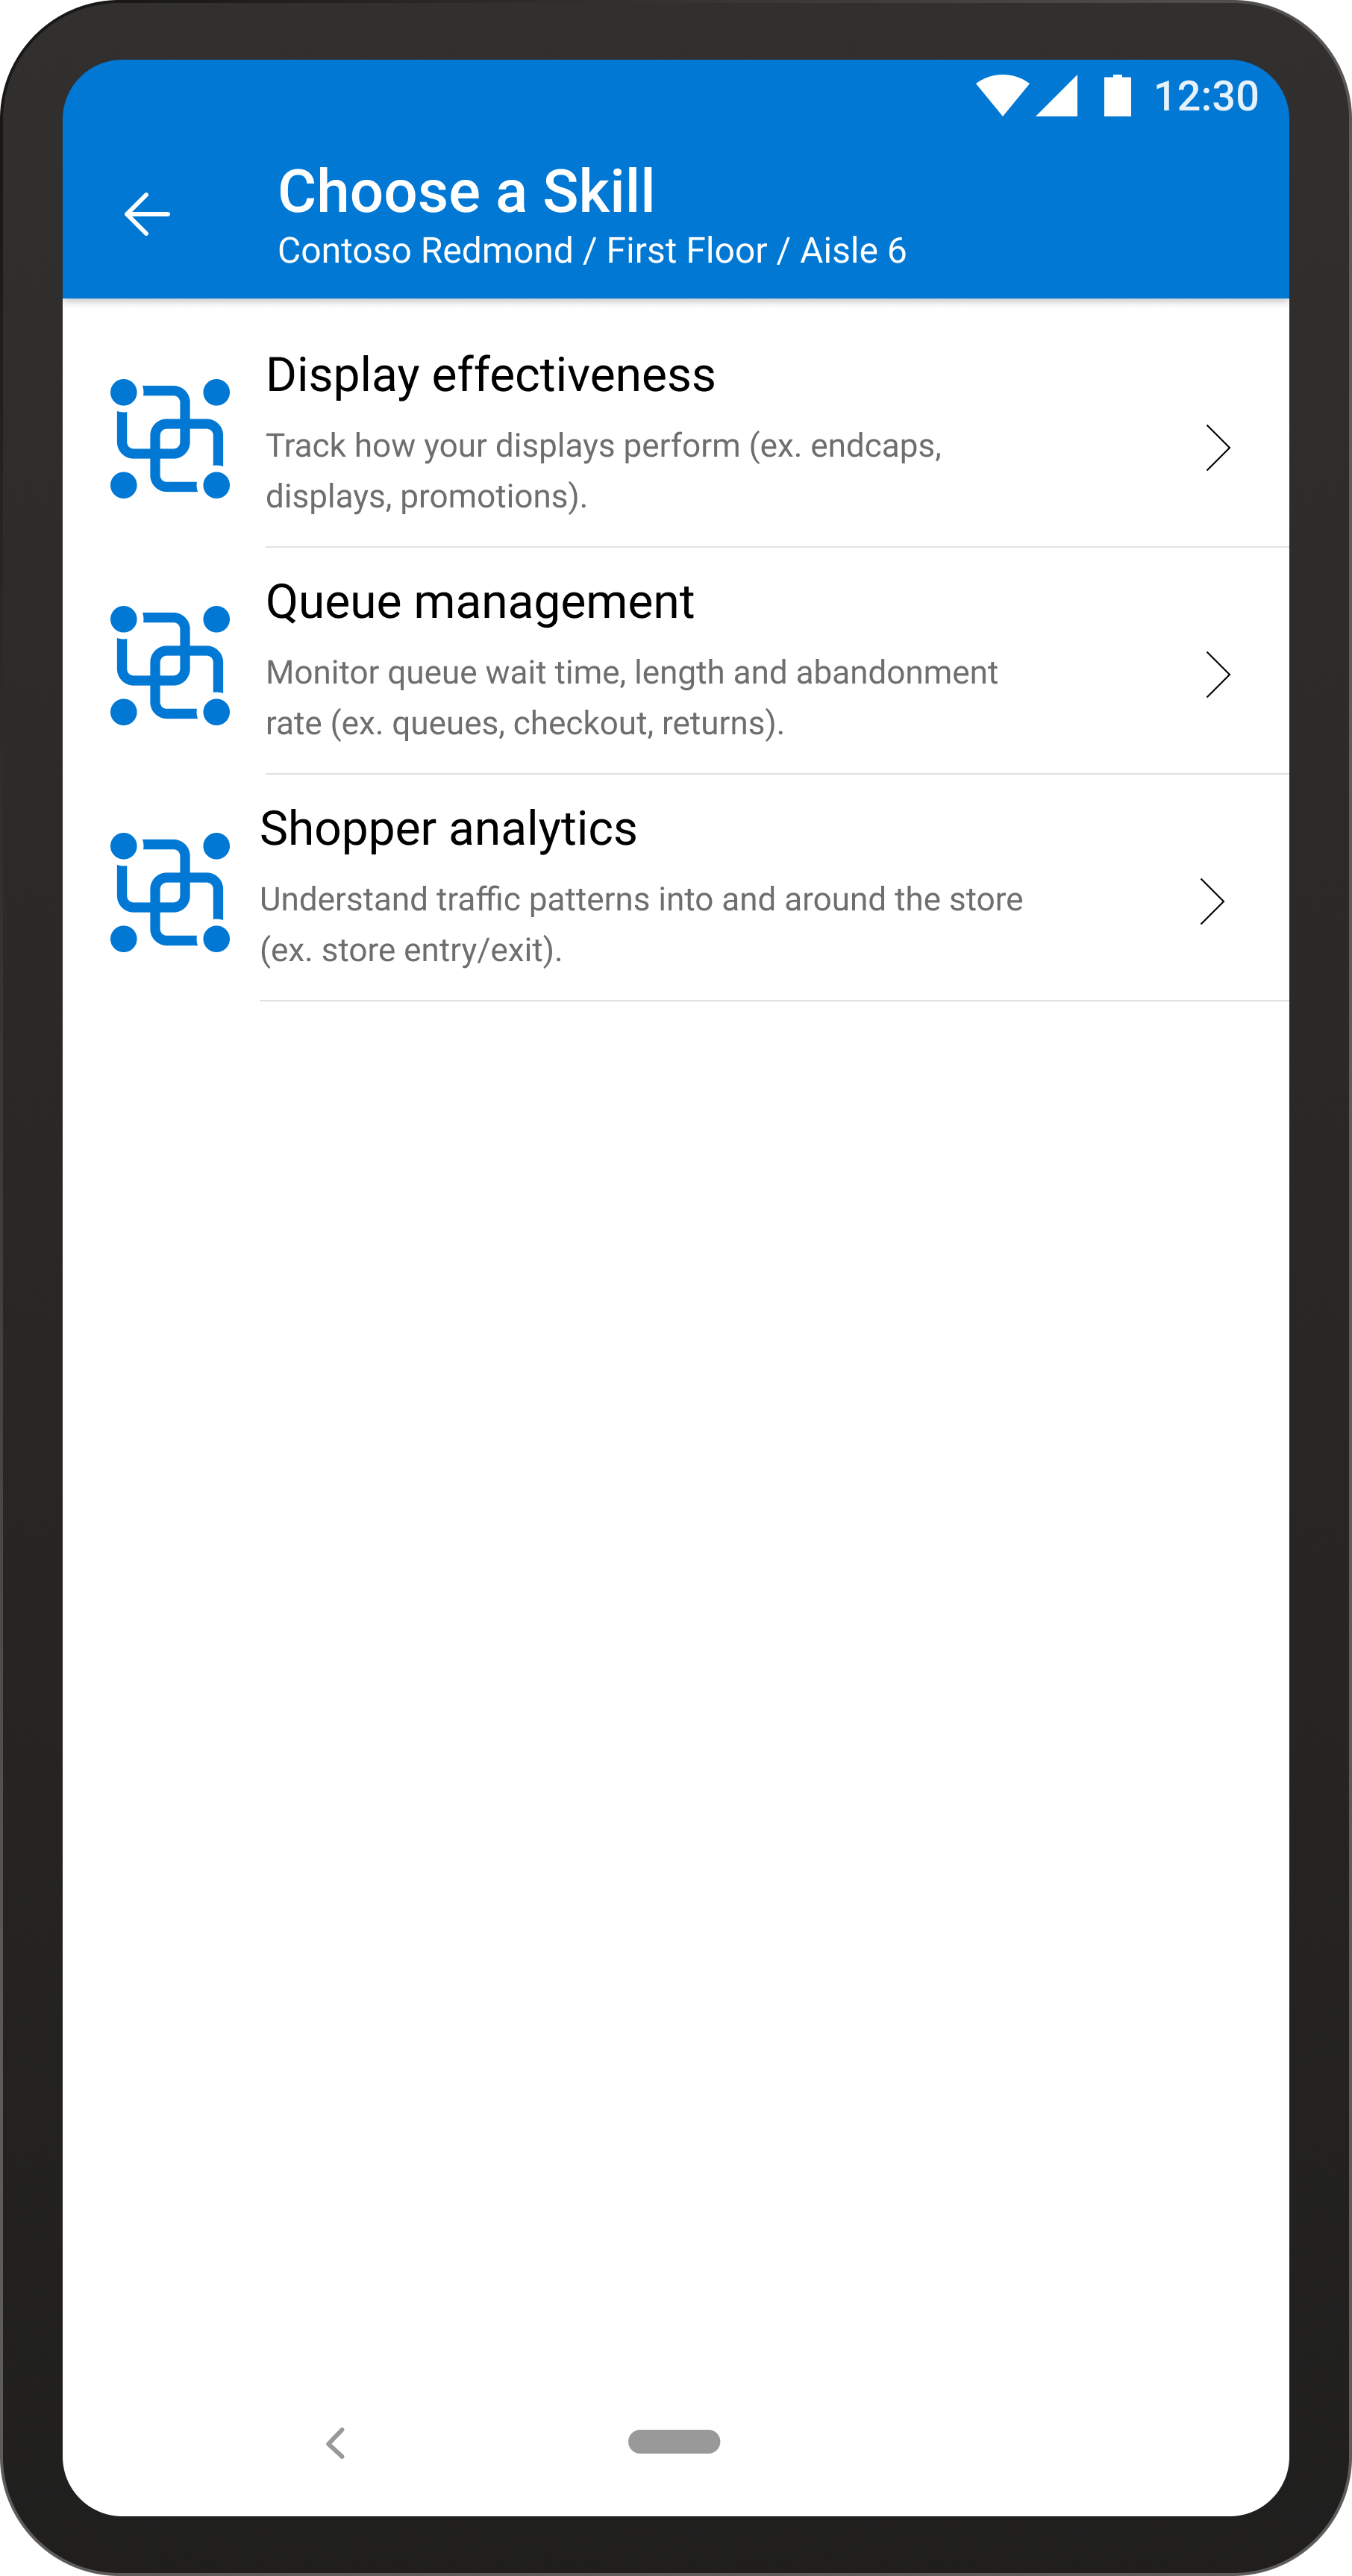 12:30
Choose a Skill
Contoso Redmond / First Floor / Aisle 6
Display effectiveness
Track how your displays perform (ex. endcaps,
displays, promotions).
Queue management
Monitor queue wait time, length and abandonment
rate (ex. queues, checkout, returns).
Shopper analytics
Understand traffic patterns into and around the store
(ex. store entry/exit).